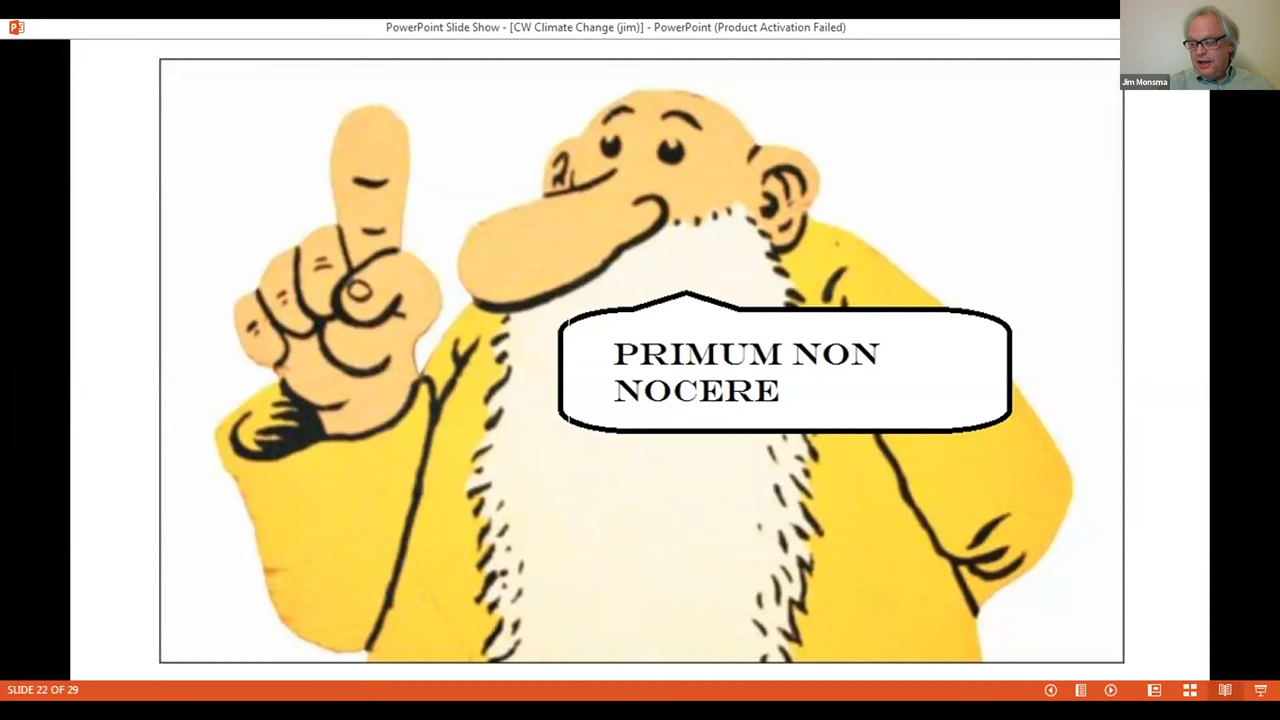 PowerPoint Slide Show - [CW Climate Change (jim)] - PowerPoint (Product Activation Failed)
Jim Monsma
PRIMUM NON
NOCERE
SLIDE 22 OF 29